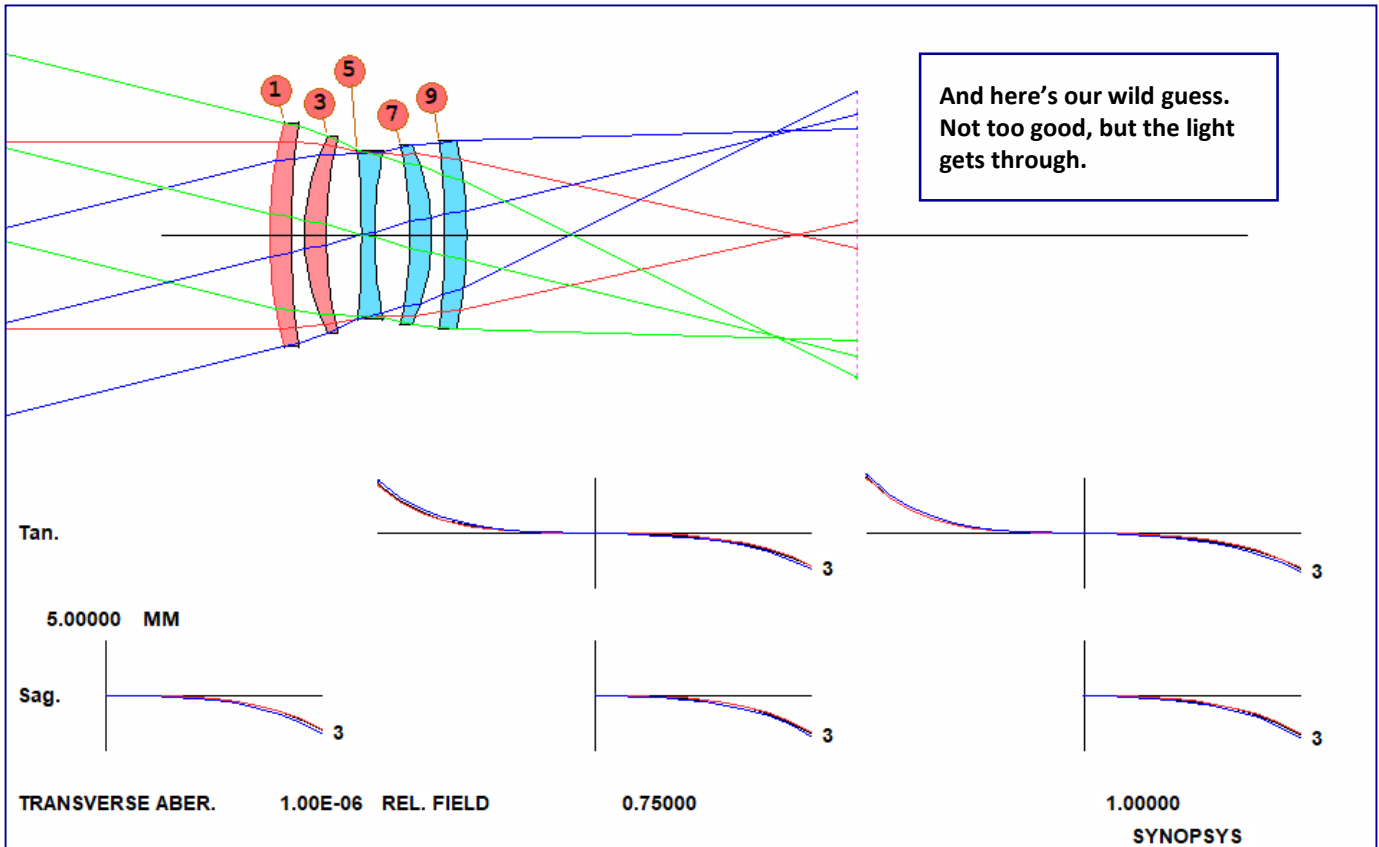 1
3
5
7
9
And here's our wild guess.
Not too good, but the light
gets through.
Tan.
3
3
5.00000 MM
Sag.
3
3
3
TRANSVERSE ABER. 1.00E-06 REL. FIELD 0.75000 1.00000
SYNOPSYS